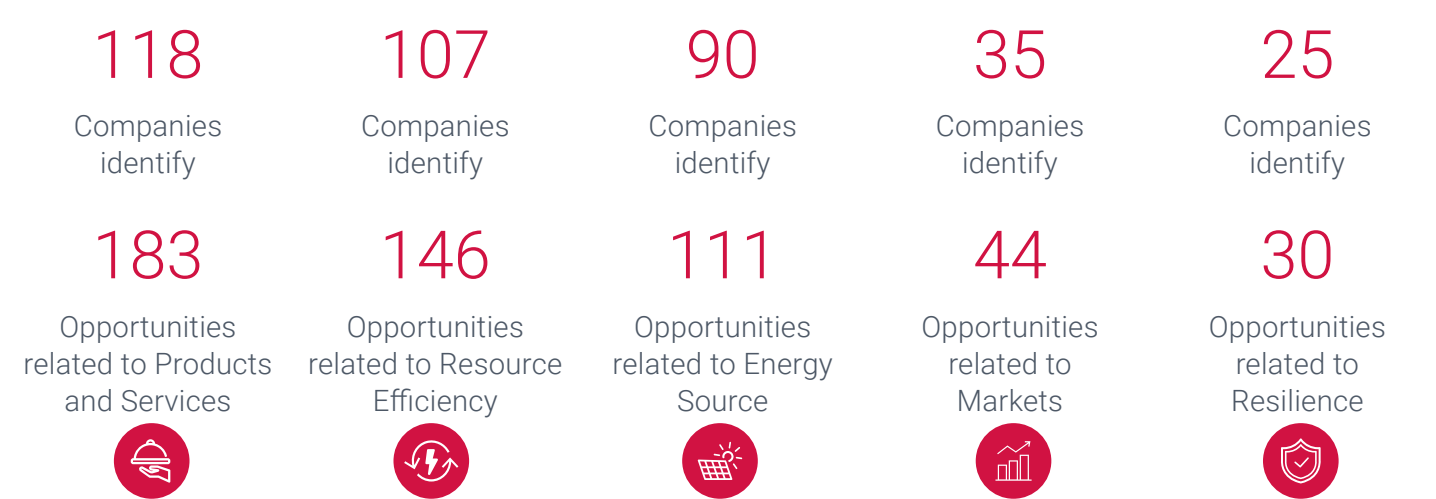 118
Companies
identify
183
Opportunities
related to Products
and Services
107
Companies
identify
146
Opportunities
related to Resource
Efficiency
90
Companies
identify
111
Opportunities
related to Energy
Source
35
Companies
identify
44
Opportunities
related to
Markets
25
Companies
identify
30
Opportunities
related to
Resilience